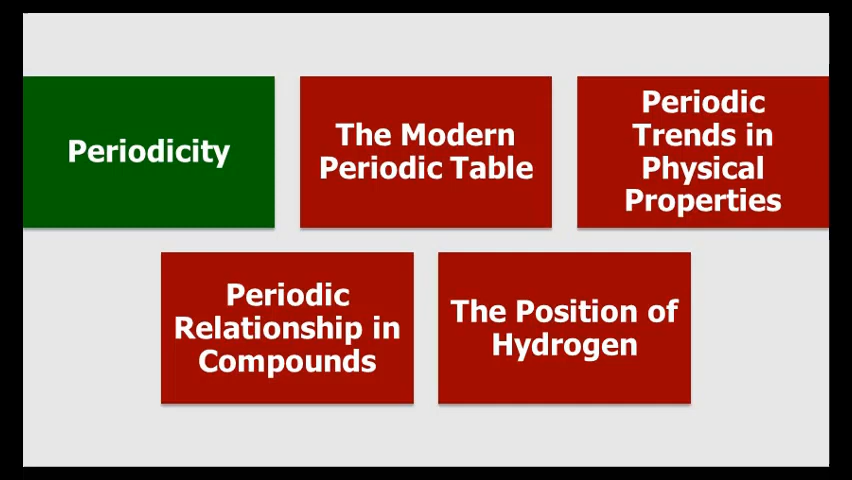 Periodicity
The Modern
Periodic Table
Periodic
Trends in
Physical
Properties
Periodic
Relationship in
Compounds
The Position of
Hydrogen